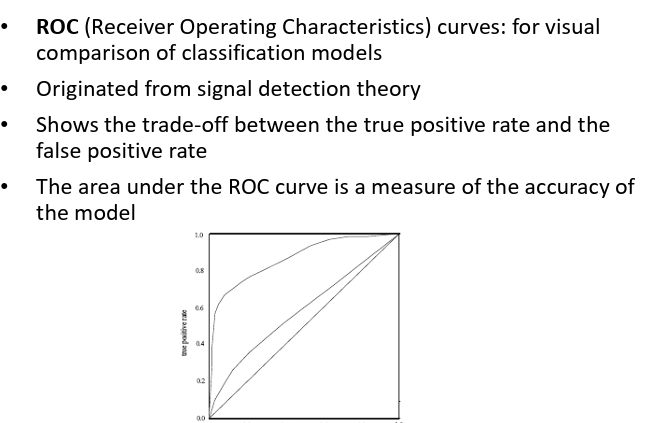 • ROC (Receiver Operating Characteristics) curves: for visual
comparison of classification models
• Originated from signal detection theory
• Shows the trade-off between the true positive rate and the
false positive rate
• The area under the ROC curve is a measure of the accuracy of
the model
1.0
0.8
0.6
true positive rate
0.4
0.2
0.0